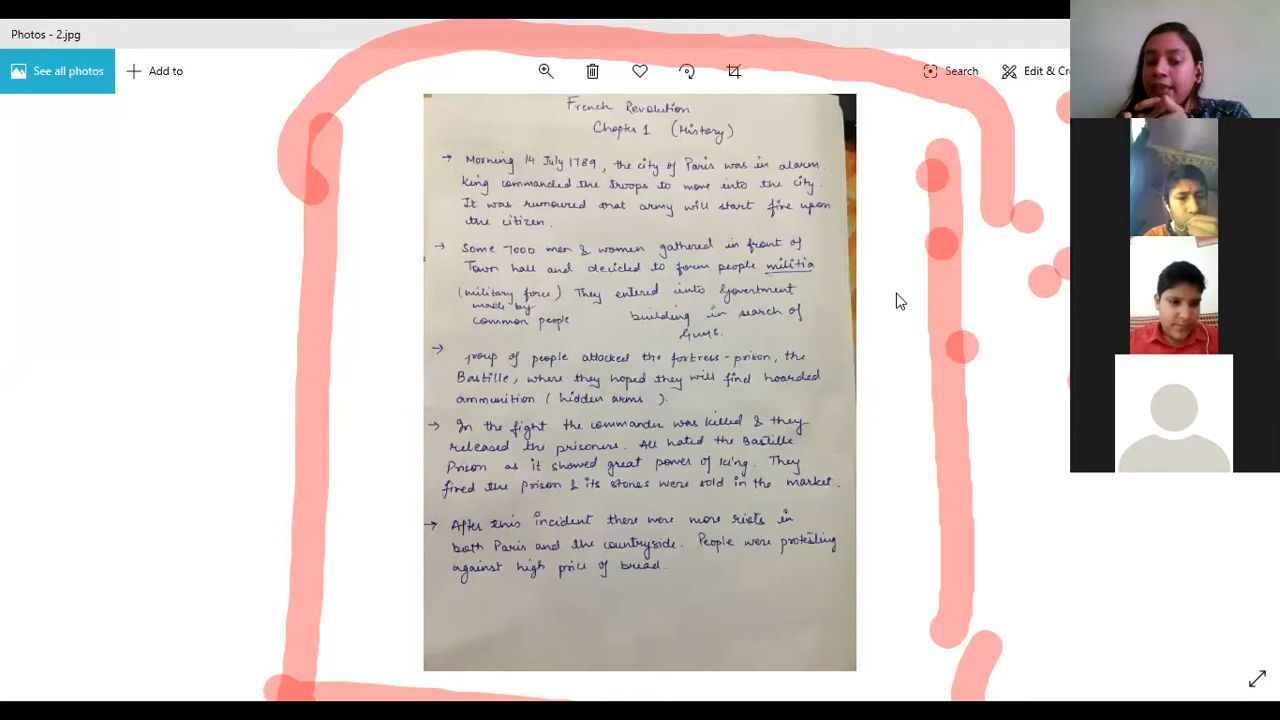 Photos - 2.jpg
See all photos
Add to
Search
Edit & Cr
French Revolution
Chapter 1 (History)
→ Morning 14 July 1789, the city of Paris was in alarm
King commanded the troops to move into the city.
It was rumoured that army will start fire upon
the citizen.
→ Some 7000 men & women gathered in front of
Town hall and decided to form people militia
(military force) They entered into Government
made by
common people building in search of
Guns.
→ group of people attacked the fortress-prison, the
Bastille, where they hoped they will find hoarded
ammunition (hidden arms).
→ In the fight the commander was killed & they
released the prisoners. All hated the Bastille
Prison as it showed great power of King. They
fired the Prison & its stones were sold in the market.
→ After this incident there were more riots in
both Paris and the countryside. People were protesting
against high price of bread.